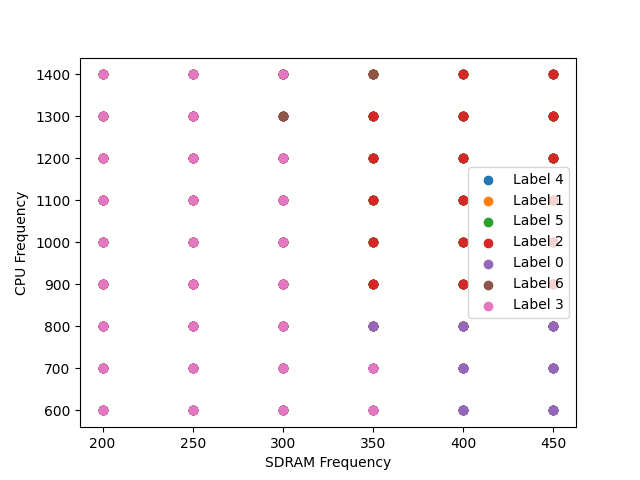 1400
1300
1200
1100
1000
900
800
700
600
CPU Frequency
Label 4
Label 1
Label 5
Label 2
Label 0
Label 6
Label 3
200 250 300 350 400 450
SDRAM Frequency